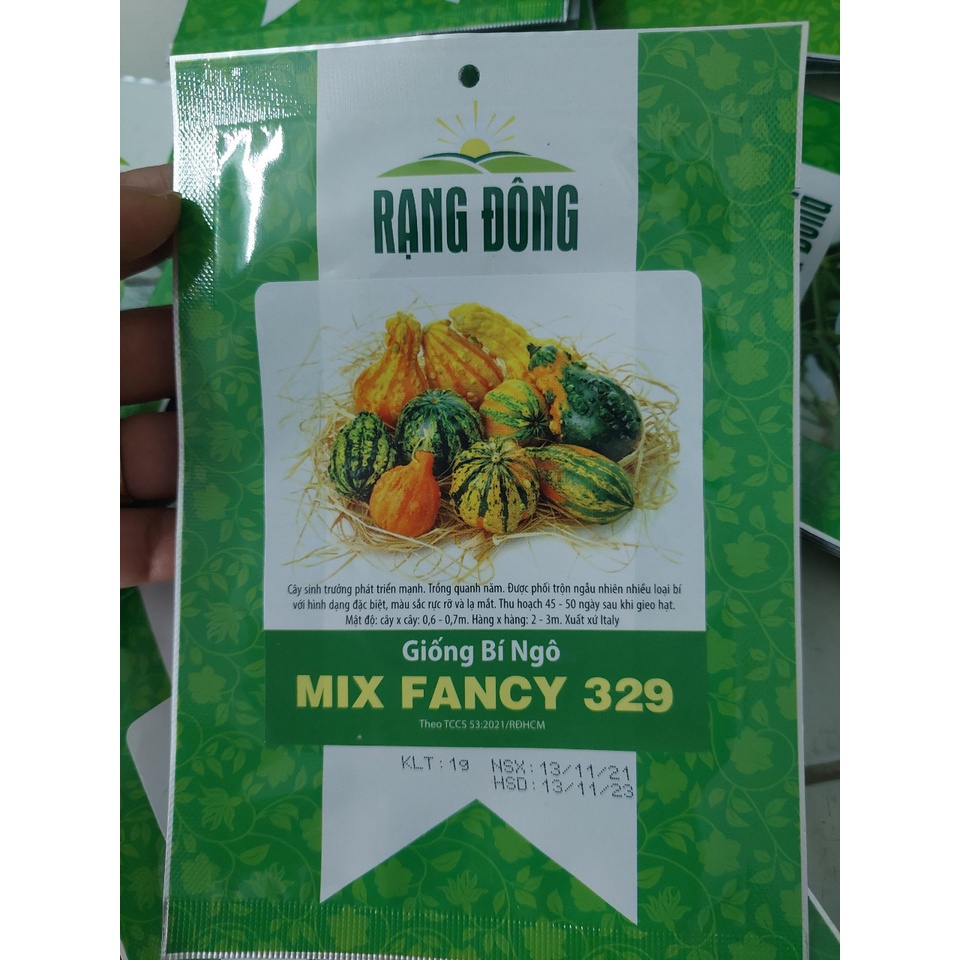 RẠNG ĐÔNG
Cây sinh trưởng phát triển mạnh. Trồng quanh năm. Được phối trộn ngẫu nhiên nhiều loại bí
với hình dạng đặc biệt, màu sắc rực rỡ và lạ mắt. Thu hoạch 45 - 50 ngày sau khi gieo hạt.
Mật độ: cây x cây: 0,6 - 0,7m. Hàng x hàng: 2 - 3m. Xuất xứ Italy
Giống Bí Ngô
MIX FANCY 329
Theo TCCS 53:2021/RĐHCM
KLT : 1g NSX : 13/11/21
HSD : 13/11/23